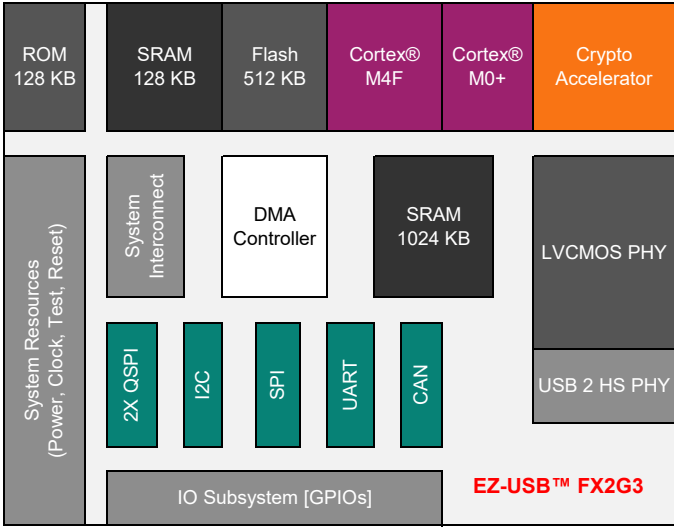 ROM
128 KB
SRAM
128 KB
Flash
512 KB
Cortex®
M4F
Cortex®
M0+
Crypto
Accelerator
System Resources
(Power, Clock, Test, Reset)
System
Interconnect
DMA
Controller
SRAM
1024 KB
LVCMOS PHY
USB 2 HS PHY
2X QSPI
I2C
SPI
UART
CAN
IO Subsystem [GPIOs]
EZ-USB™ FX2G3